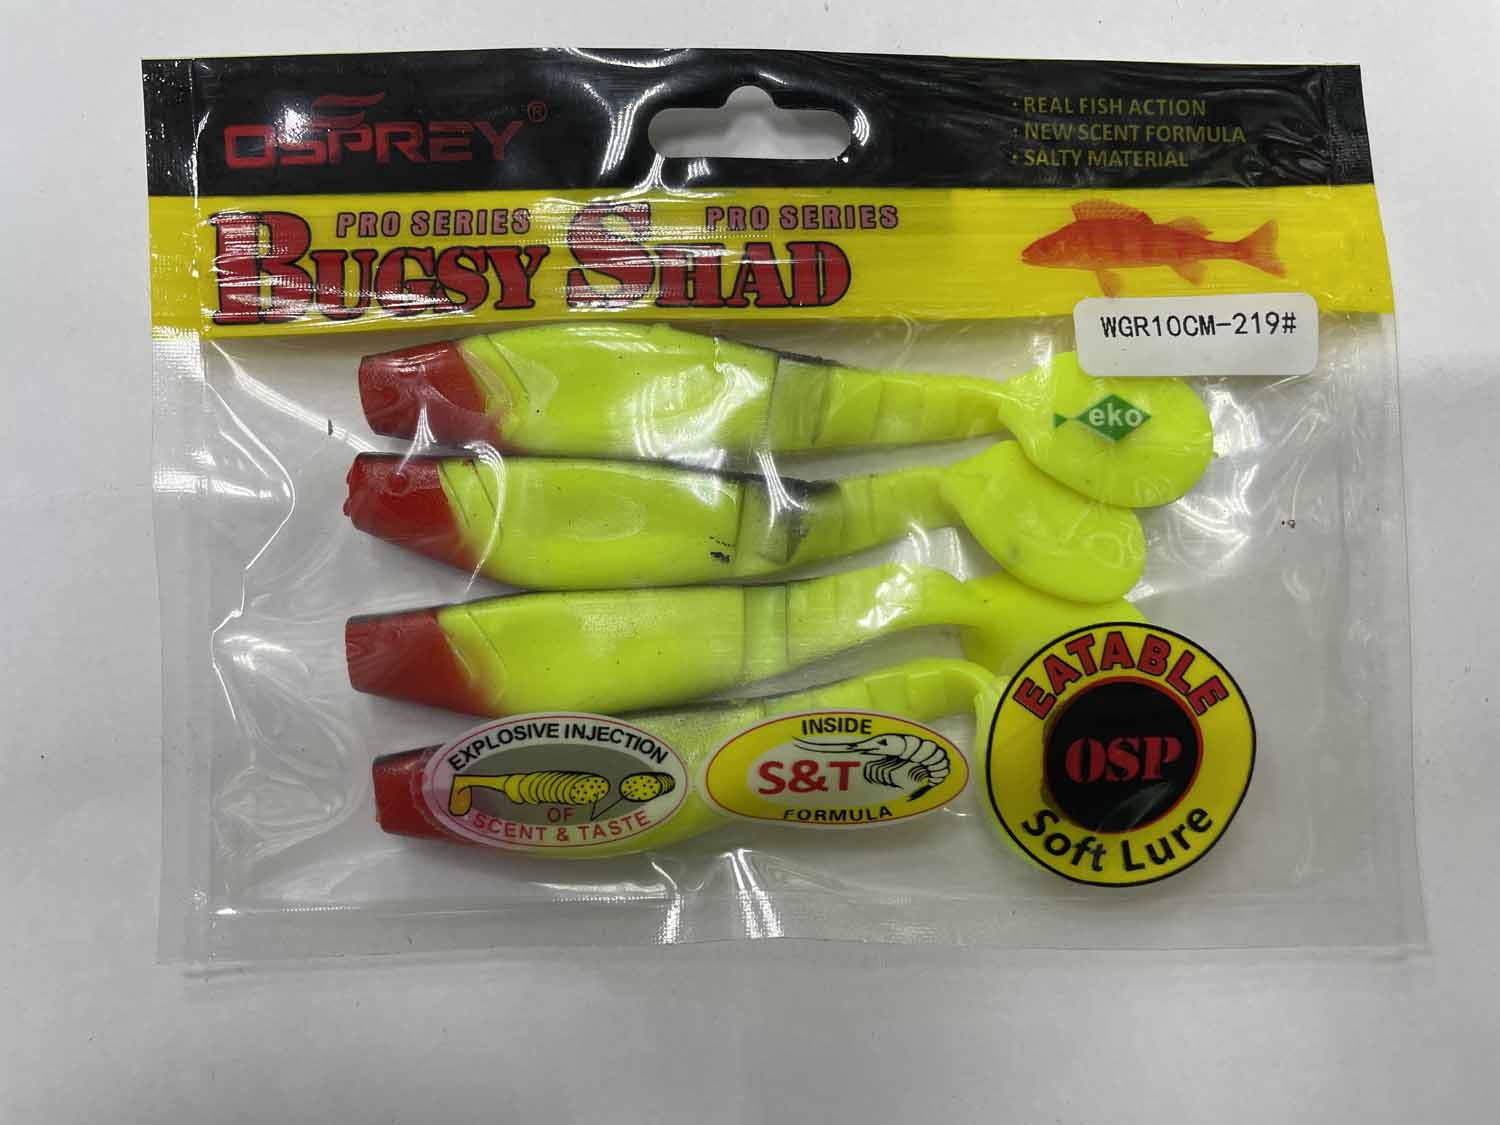 OSPREY®
· REAL FISH ACTION
· NEW SCENT FORMULA
· SALTY MATERIAL
PRO SERIES PRO SERIES
BUGSY SHAD
WGR10CM-219#
eko
EXPLOSIVE INJECTION
OF
SCENT & TASTE
INSIDE
S&T
FORMULA
EATABLE
OSP
Soft Lure